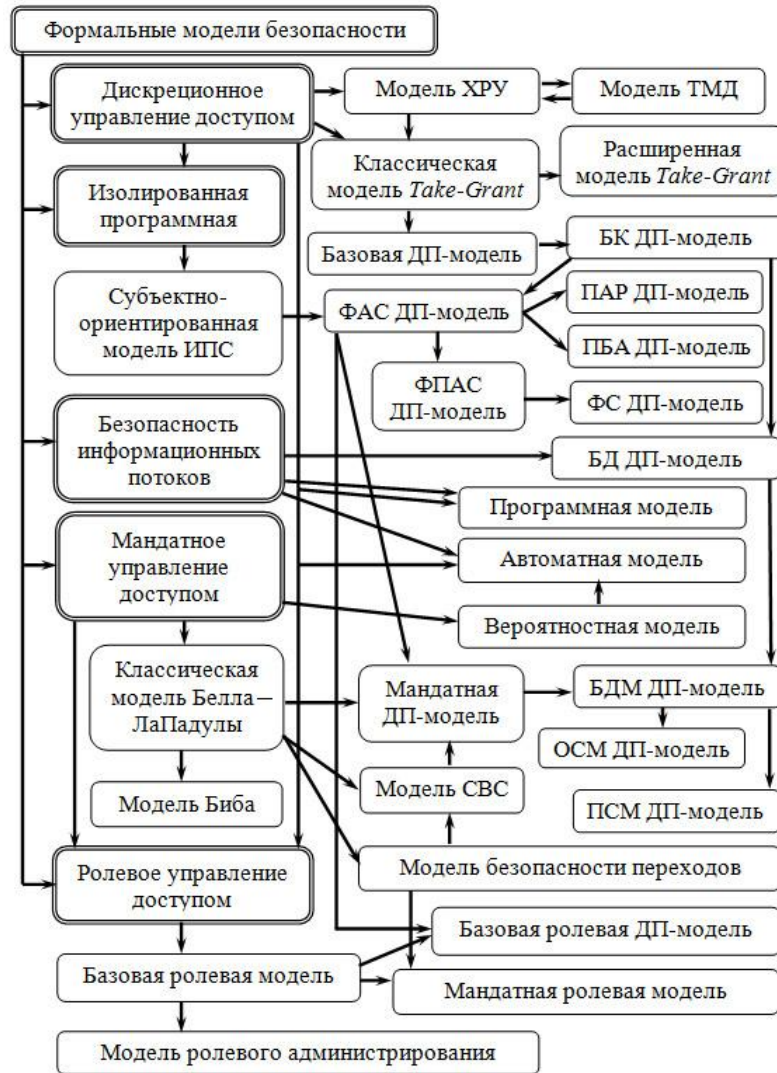 Формальные модели безопасности
Дискреционное
управление доступом
Модель ХРУ
Модель ТМД
Классическая
модель Take-Grant
Расширенная
модель Take-Grant
Изолированная
программная
Базовая ДП-модель
БК ДП-модель
Субъектно-
ориентированная
модель ИПС
ФАС ДП-модель
ПАР ДП-модель
ПБА ДП-модель
ФПАС
ДП-модель
ФС ДП-модель
Безопасность
информационных
потоков
БД ДП-модель
Программная модель
Мандатное
управление
доступом
Автоматная модель
Вероятностная модель
Классическая
модель Белла—
ЛаПадулы
Мандатная
ДП-модель
БДМ ДП-модель
ОСМ ДП-модель
Модель Биба
Модель СВС
ПСМ ДП-модель
Ролевое управление
доступом
Модель безопасности переходов
Базовая ролевая ДП-модель
Базовая ролевая модель
Мандатная ролевая модель
Модель ролевого администрирования